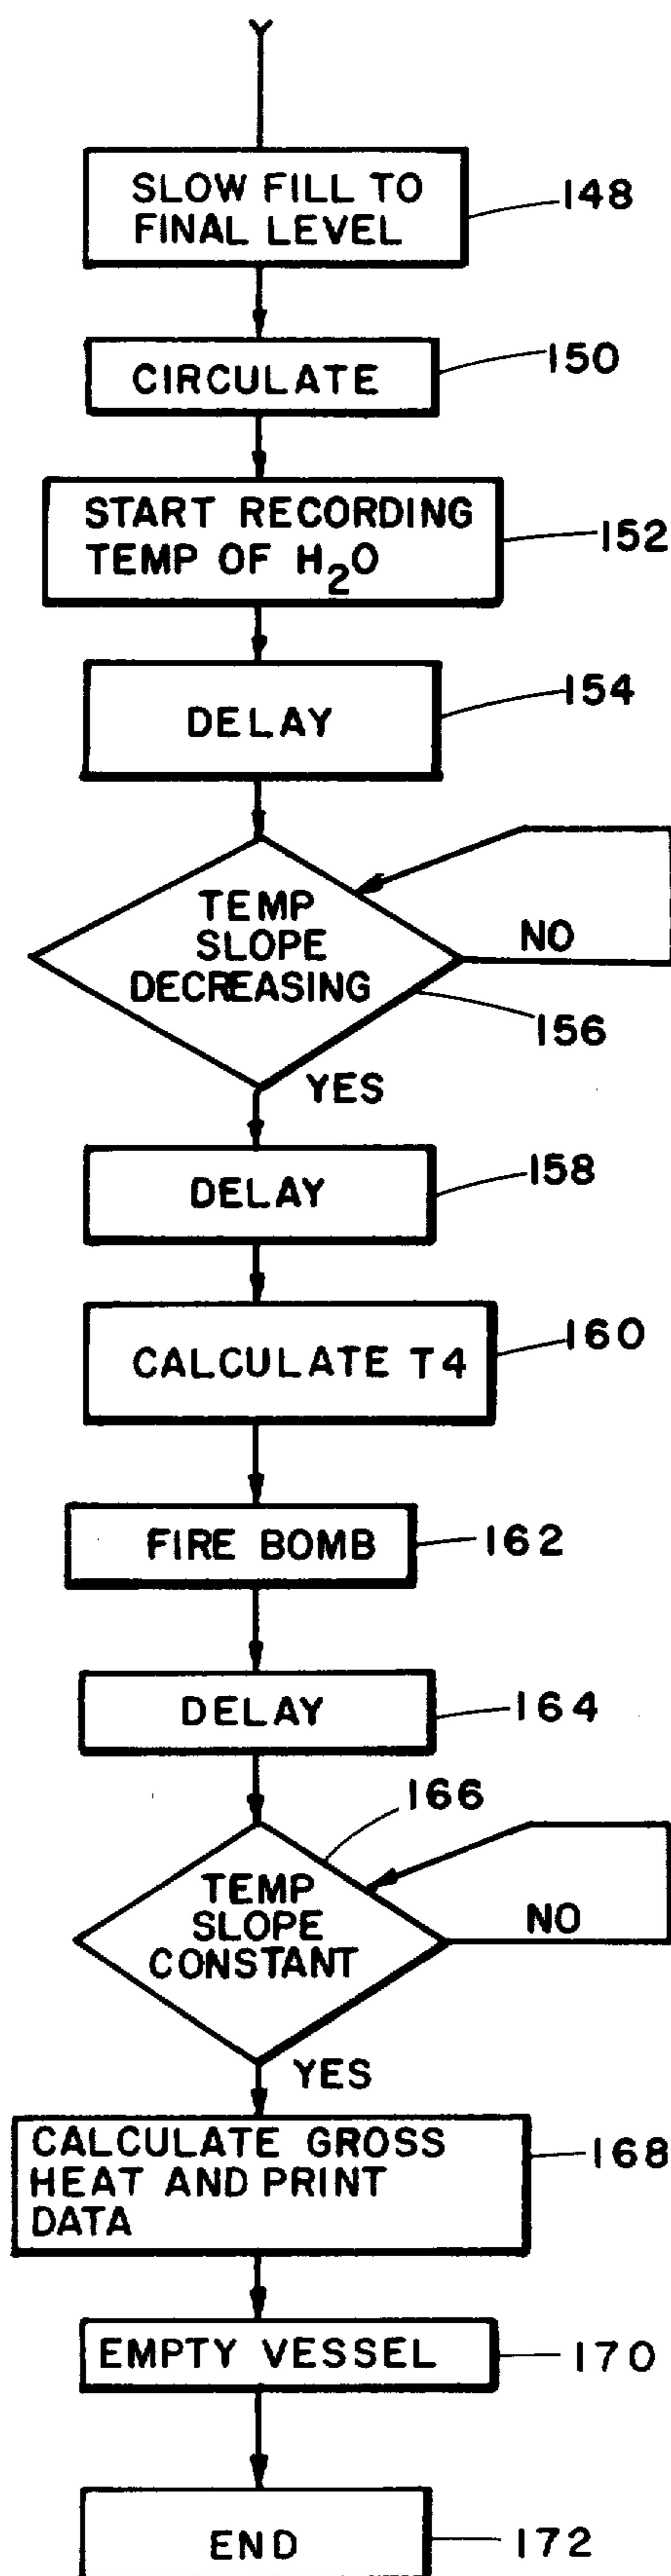 Y
SLOW FILL TO
FINAL LEVEL
148
CIRCULATE
150
START RECORDING
TEMP OF H2O
152
DELAY
154
TEMP
SLOPE
DECREASING
NO
156
YES
DELAY
158
CALCULATE T4
160
FIRE BOMB
162
DELAY
164
166
TEMP
SLOPE
CONSTANT
NO
YES
CALCULATE GROSS
HEAT AND PRINT
DATA
168
EMPTY VESSEL
170
END
172